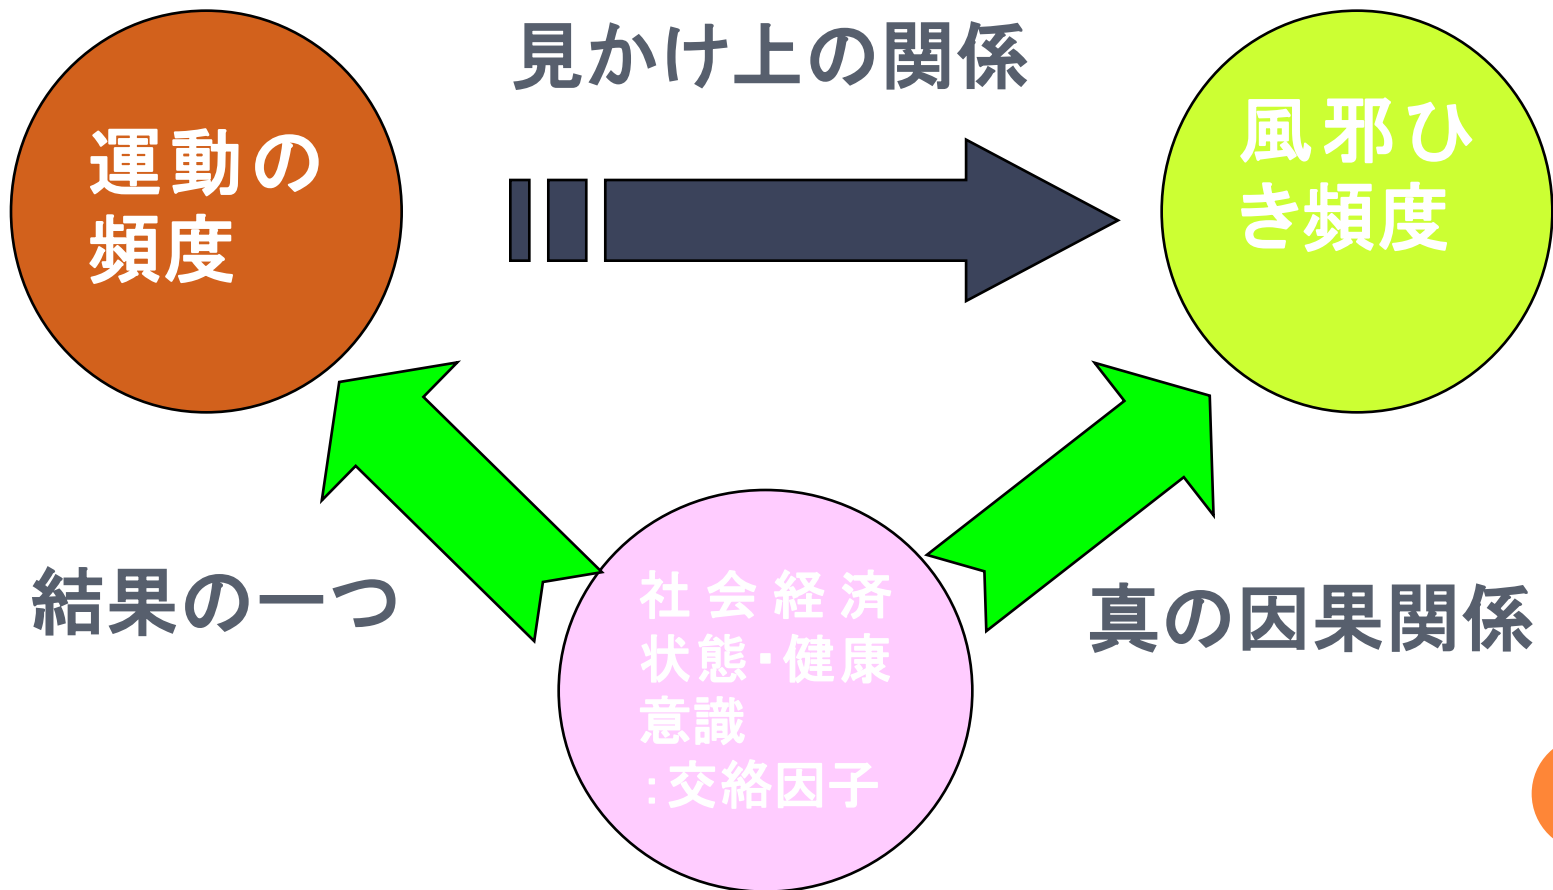 見かけ上の関係
運動の
頻度
風邪ひ
き頻度
結果の一つ
社会経済
状態・健康
意識
:交絡因子
真の因果関係